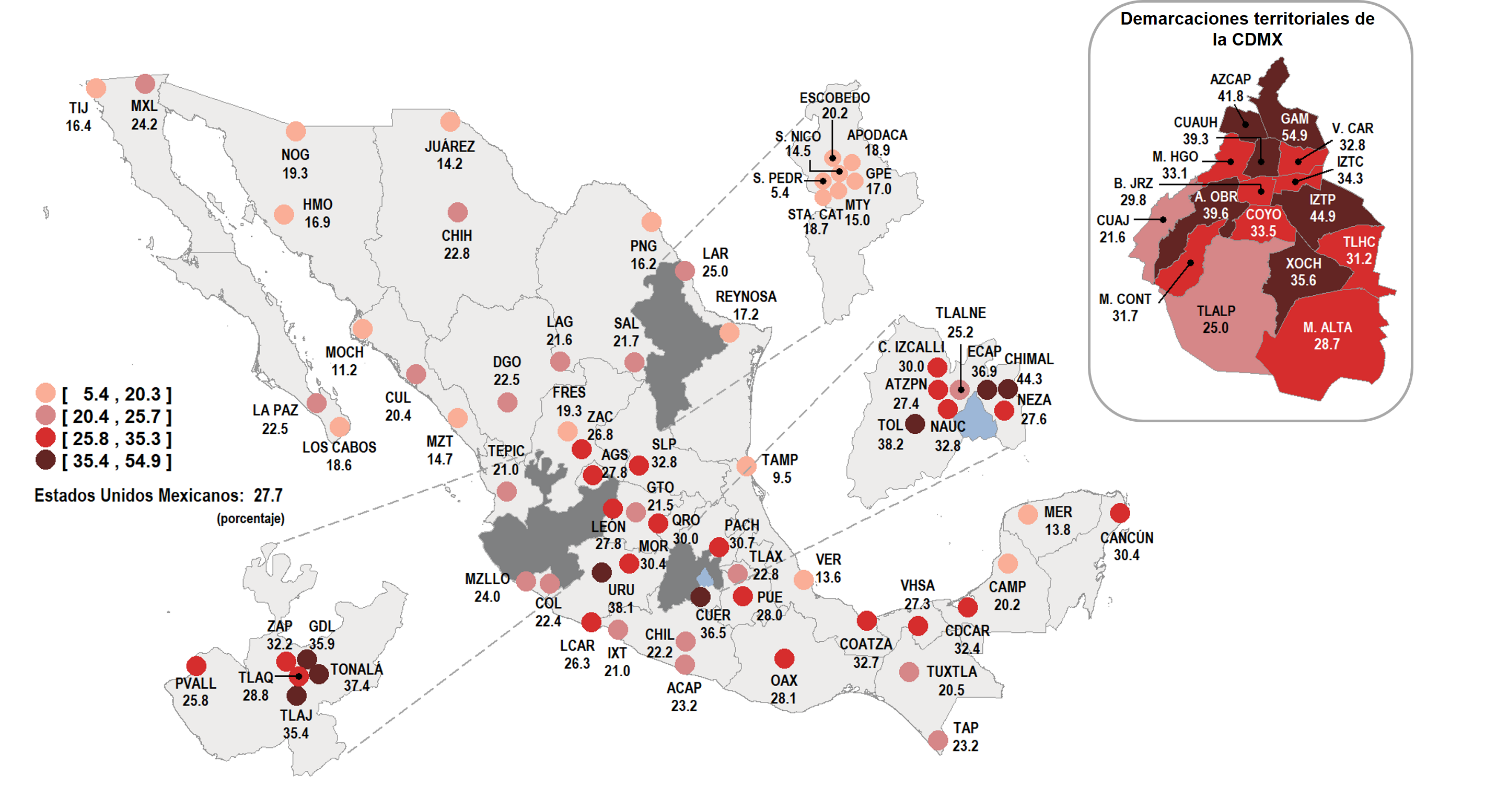 Demarcaciones territoriales de
la CDMX
AZCAP
41.8
CUAUH
39.3
GAM
54.9
V. CAR
32.8
M. HGO
33.1
IZTC
34.3
B. JRZ
29.8
A. OBR
39.6
IZTP
44.9
CUAJ
21.6
COYO
33.5
TLHC
31.2
XOCH
35.6
M. CONT
31.7
TLALP
25.0
M. ALTA
28.7
TIJ
16.4
MXL
24.2
NOG
19.3
JUÁREZ
14.2
HMO
16.9
CHIH
22.8
PNG
16.2
LAR
25.0
REYNOSA
17.2
ESCOBEDO
20.2
S. NICO
14.5
APODACA
18.9
S. PEDR
5.4
GPE
17.0
MTY
15.0
STA. CAT
18.7
MOCH
11.2
CUL
20.4
LAG
21.6
SAL
21.7
DGO
22.5
FRES
19.3
ZAC
26.8
[ 5.4 , 20.3 ]
[ 20.4 , 25.7 ]
[ 25.8 , 35.3 ]
[ 35.4 , 54.9 ]
Estados Unidos Mexicanos: 27.7
(porcentaje)
LA PAZ
22.5
LOS CABOS
18.6
MZT
14.7
TEPIC
21.0
AGS
27.8
SLP
32.8
TAMP
9.5
GTO
21.5
LEÓN
27.8
QRO
30.0
MOR
30.4
PACH
30.7
TLAX
22.8
VER
13.6
MZLLO
24.0
COL
22.4
URU
38.1
CUER
36.5
PUE
28.0
LCAR
26.3
IXT
21.0
CHIL
22.2
ACAP
23.2
OAX
28.1
COATZA
32.7
VHSA
27.3
CDCAR
32.4
TUXTLA
20.5
TAP
23.2
CAMP
20.2
MER
13.8
CANCÚN
30.4
TLALNE
25.2
C. IZCALLI
30.0
ECAP
36.9
CHIMAL
44.3
ATZPN
27.4
NEZA
27.6
TOL
38.2
NAUC
32.8
ZAP
32.2
GDL
35.9
PVALL
25.8
TLAQ
28.8
TONALÁ
37.4
TLAJ
35.4